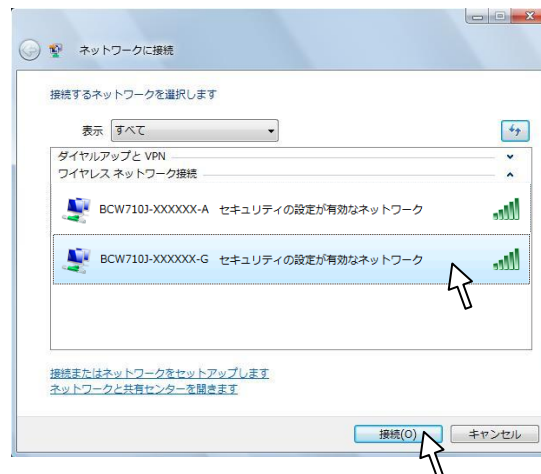 ネットワークに接続
接続するネットワークを選択します
表示 すべて
ダイヤルアップと VPN
ワイヤレス ネットワーク接続
BCW710J-XXXXXX-A セキュリティの設定が有効なネットワーク
BCW710J-XXXXXX-G セキュリティの設定が有効なネットワーク
接続またはネットワークをセットアップします
ネットワークと共有センターを開きます
接続(O) キャンセル